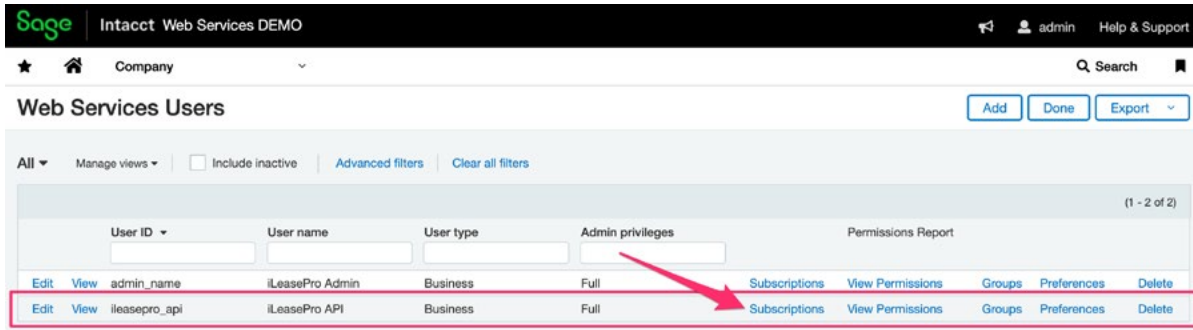 Sage Intacct Web Services DEMO admin Help & Support
Company Search
Web Services Users Add Done Export
All Manage views Include inactive Advanced filters Clear all filters
(1 - 2 of 2)
User ID User name User type Admin privileges Permissions Report
Edit View admin_name iLeasePro Admin Business Full Subscriptions View Permissions Groups Preferences Delete
Edit View ileasepro_api iLeasePro API Business Full Subscriptions View Permissions Groups Preferences Delete